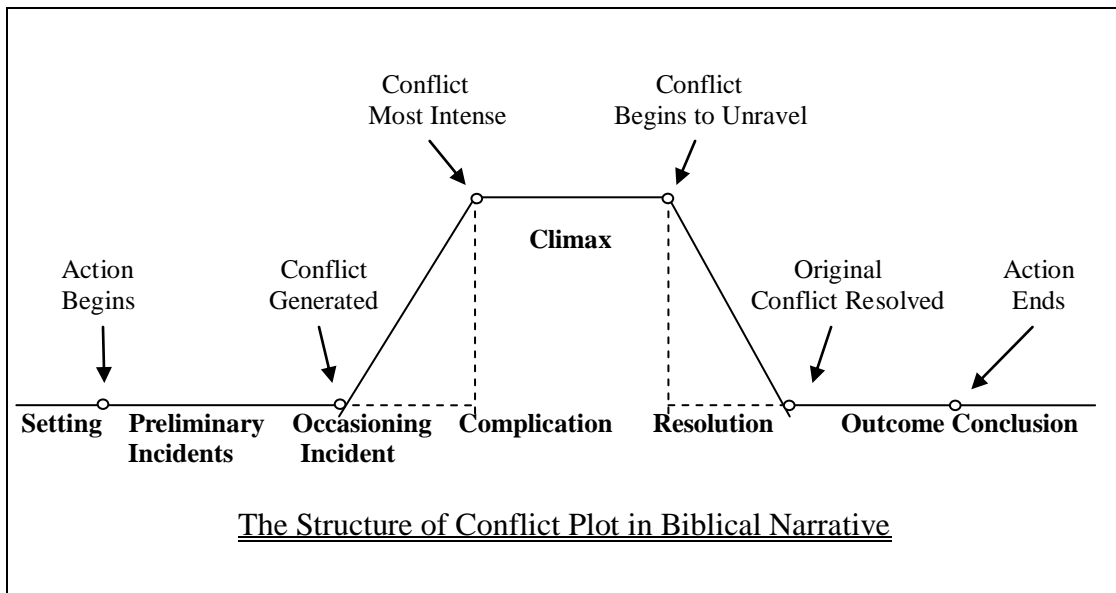 Conflict
Most Intense
Conflict
Begins to Unravel
Climax
Action
Begins
Conflict
Generated
Original
Conflict Resolved
Action
Ends
Setting Preliminary Occasioning Complication Resolution Outcome Conclusion
Incidents Incident
The Structure of Conflict Plot in Biblical Narrative